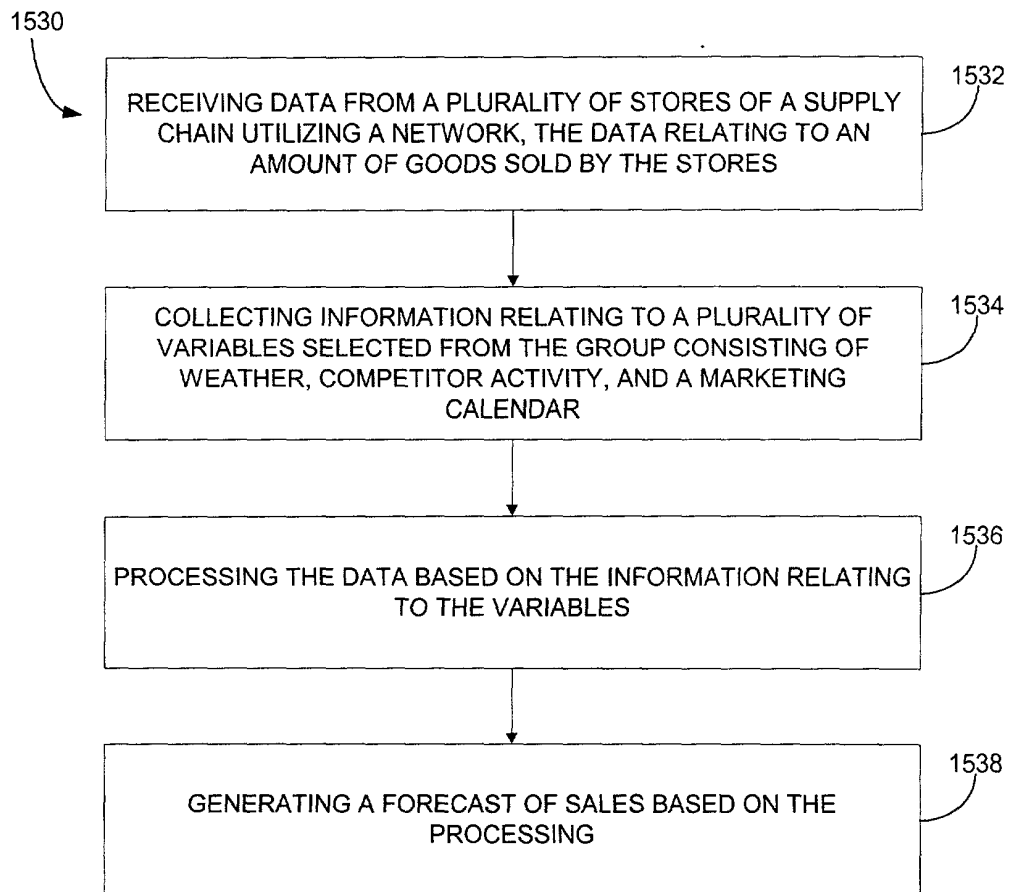 1530
1532
RECEIVING DATA FROM A PLURALITY OF STORES OF A SUPPLY
CHAIN UTILIZING A NETWORK, THE DATA RELATING TO AN
AMOUNT OF GOODS SOLD BY THE STORES
1534
COLLECTING INFORMATION RELATING TO A PLURALITY OF
VARIABLES SELECTED FROM THE GROUP CONSISTING OF
WEATHER, COMPETITOR ACTIVITY, AND A MARKETING
CALENDAR
1536
PROCESSING THE DATA BASED ON THE INFORMATION RELATING
TO THE VARIABLES
1538
GENERATING A FORECAST OF SALES BASED ON THE
PROCESSING